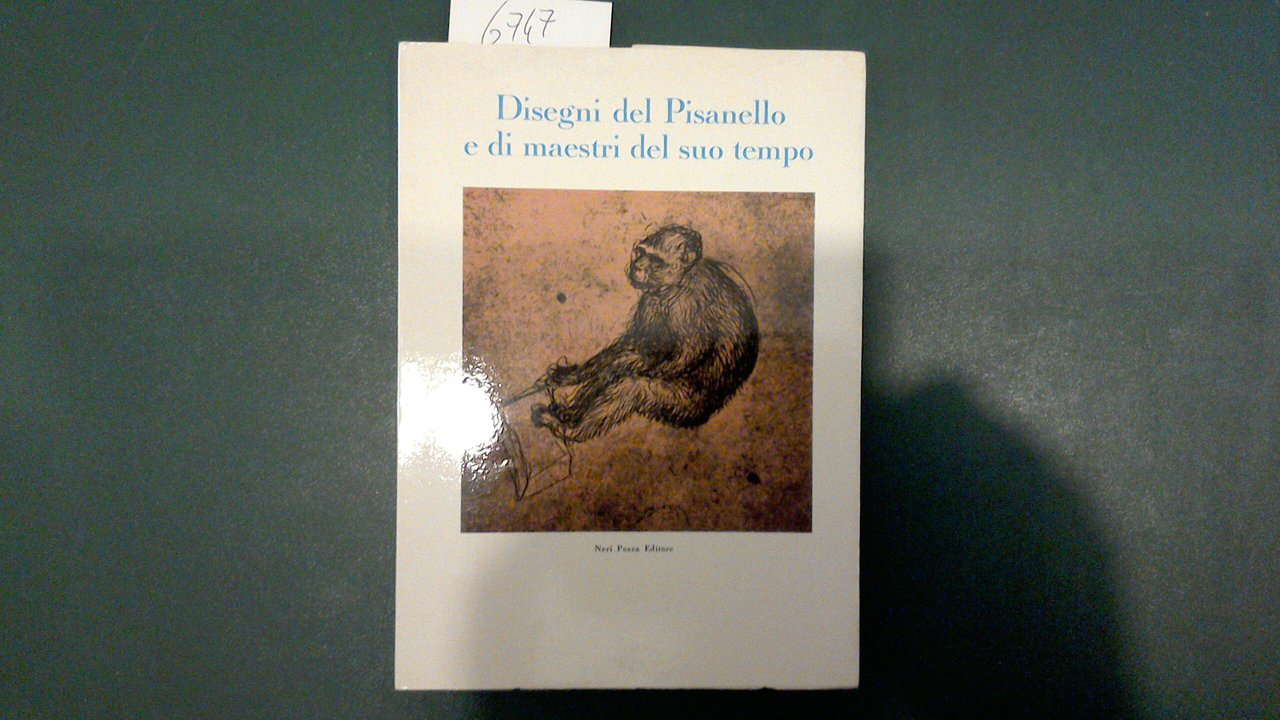 6747
Disegni del Pisanello
e di maestri del suo tempo
Neri Pozza Editore